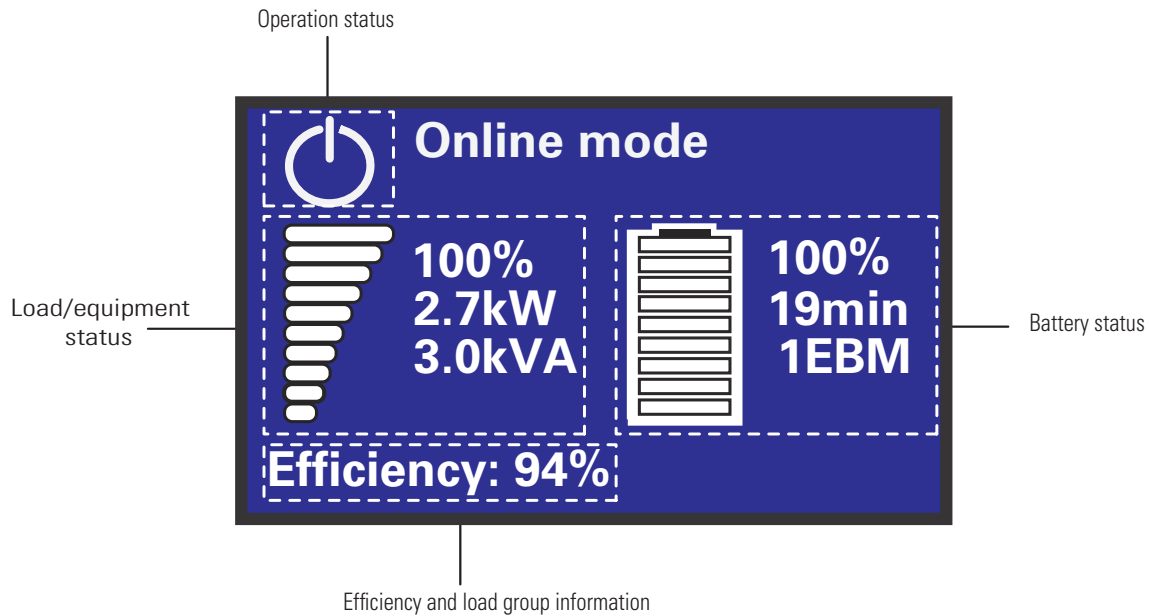 Operation status
Online mode
Load/equipment
status
100%
2.7kW
3.0kVA
100%
19min
1EBM
Battery status
Efficiency: 94%
Efficiency and load group information